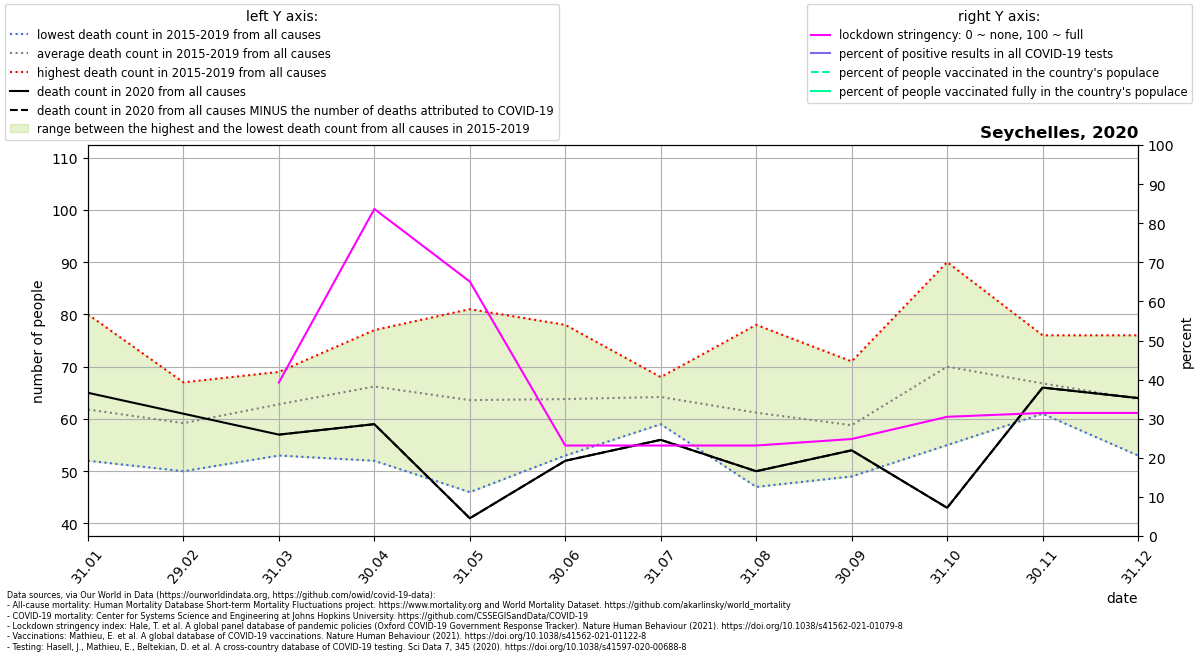 left Y axis:
lowest death count in 2015-2019 from all causes
average death count in 2015-2019 from all causes
highest death count in 2015-2019 from all causes
death count in 2020 from all causes
death count in 2020 from all causes MINUS the number of deaths attributed to COVID-19
range between the highest and the lowest death count from all causes in 2015-2019
right Y axis:
lockdown stringency: 0 ~ none, 100 ~ full
percent of positive results in all COVID-19 tests
percent of people vaccinated in the country's populace
percent of people vaccinated fully in the country's populace
Seychelles, 2020
110
100
90
80
70
60
50
40
number of people
100
90
80
70
60
50
40
30
20
10
0
percent
31.01
29.02
31.03
30.04
31.05
30.06
31.07
31.08
30.09
31.10
30.11
31.12
date
Data sources, via Our World in Data (https://ourworldindata.org, https://github.com/owid/covid-19-data):
- All-cause mortality: Human Mortality Database Short-term Mortality Fluctuations project. https://www.mortality.org and World Mortality Dataset. https://github.com/akarlinsky/world_mortality
- COVID-19 mortality: Center for Systems Science and Engineering at Johns Hopkins University. https://github.com/CSSEGISandData/COVID-19
- Lockdown stringency index: Hale, T. et al. A global panel database of pandemic policies (Oxford COVID-19 Government Response Tracker). Nature Human Behaviour (2021). https://doi.org/10.1038/s41562-021-01079-8
- Vaccinations: Mathieu, E. et al. A global database of COVID-19 vaccinations. Nature Human Behaviour (2021). https://doi.org/10.1038/s41562-021-01122-8
- Testing: Hasell, J., Mathieu, E., Beltekian, D. et al. A cross-country database of COVID-19 testing. Sci Data 7, 345 (2020). https://doi.org/10.1038/s41597-020-00688-8